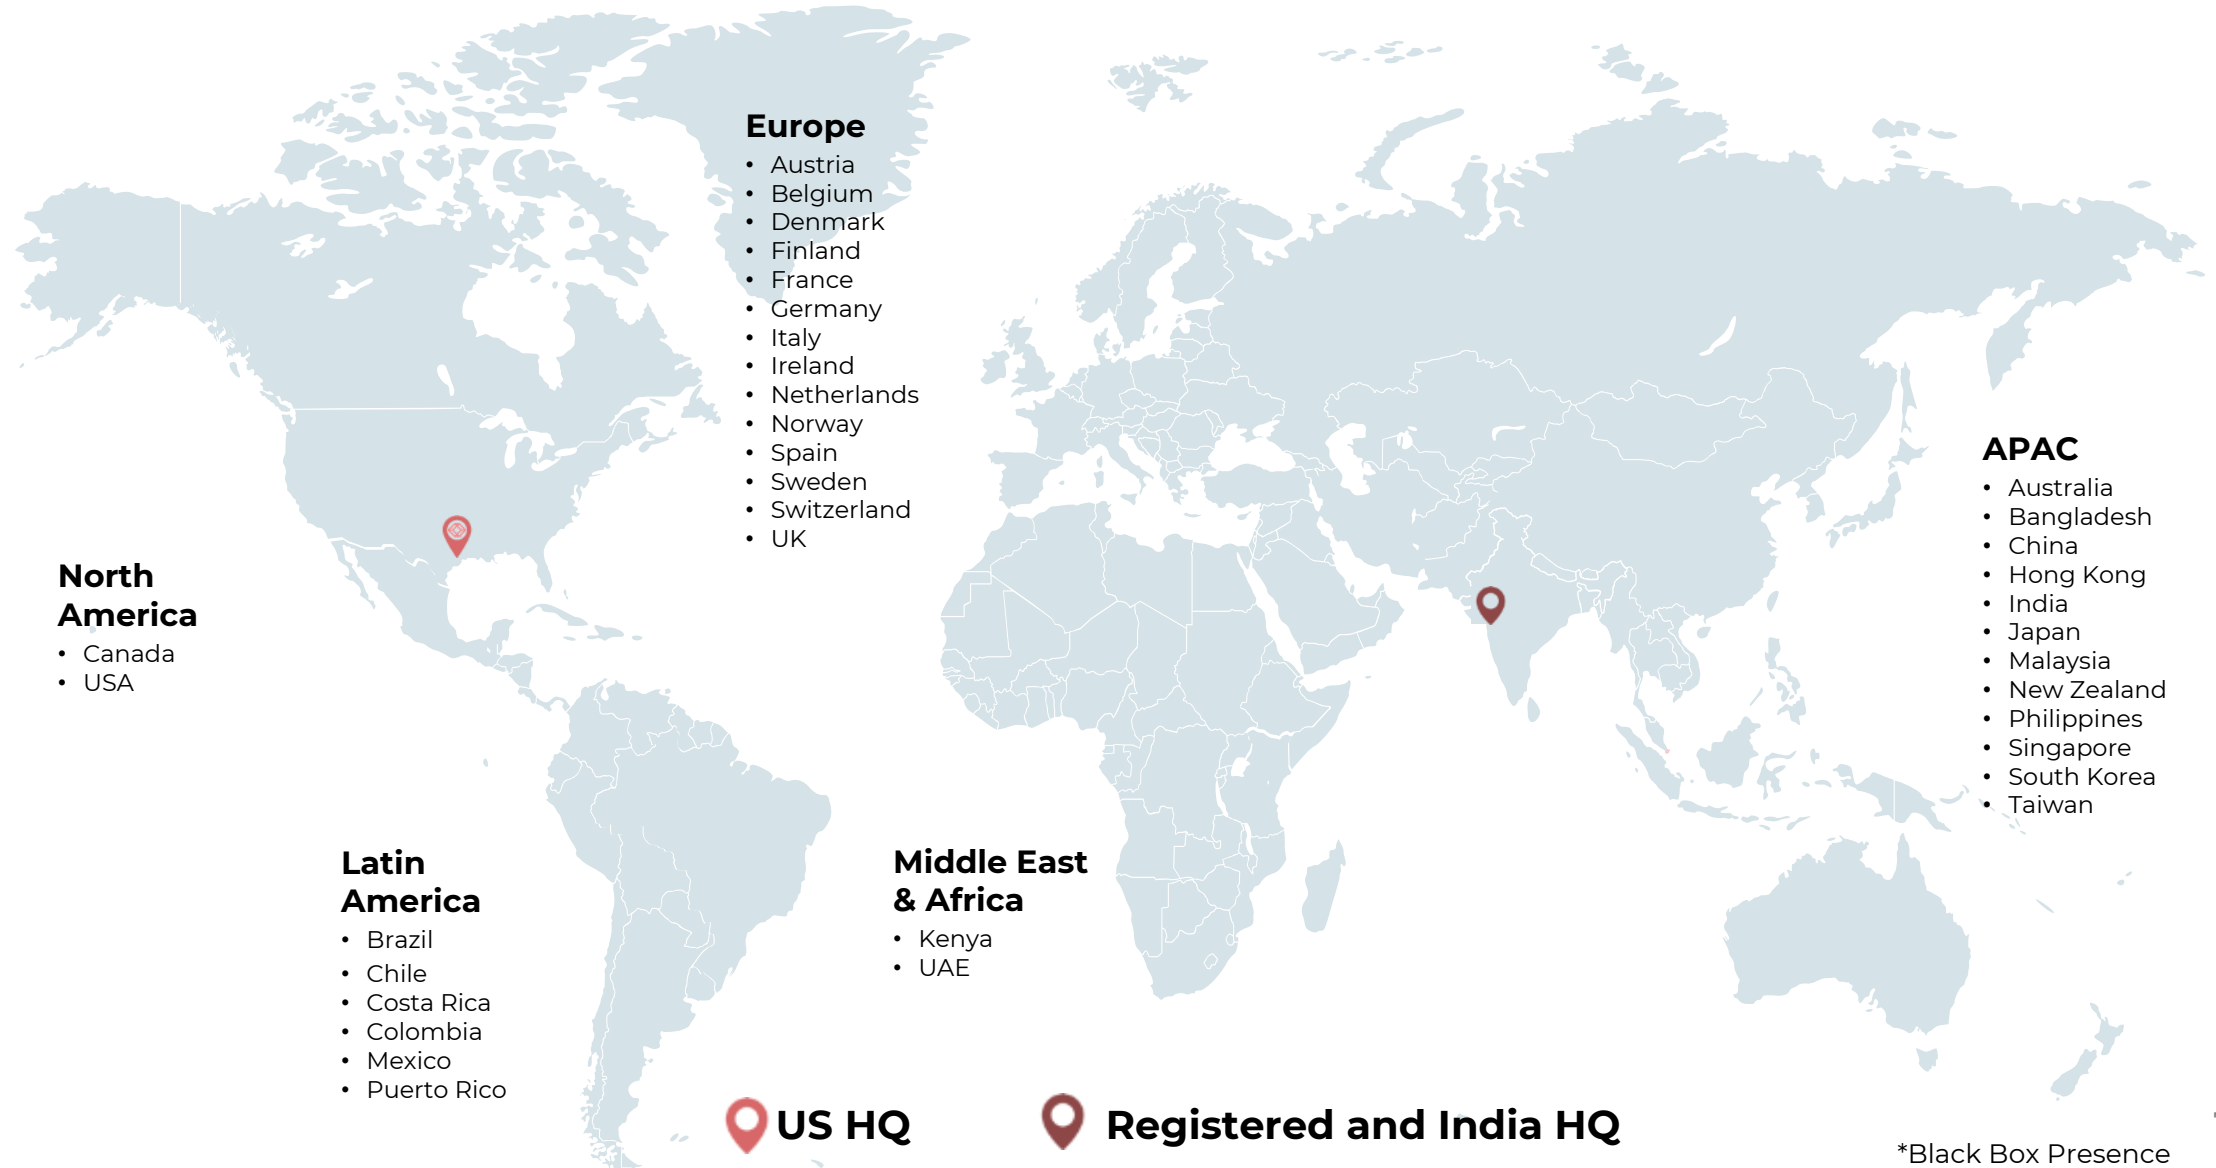 Europe
• Austria
• Belgium
• Denmark
• Finland
• France
• Germany
• Italy
• Ireland
• Netherlands
• Norway
• Spain
• Sweden
• Switzerland
• UK
APAC
• Australia
• Bangladesh
• China
• Hong Kong
• India
• Japan
• Malaysia
• New Zealand
• Philippines
• Singapore
• South Korea
• Taiwan
North
America
• Canada
• USA
Latin
America
• Brazil
• Chile
• Costa Rica
• Colombia
• Mexico
• Puerto Rico
Middle East
& Africa
• Kenya
• UAE
US HQ
Registered and India HQ
*Black Box Presence